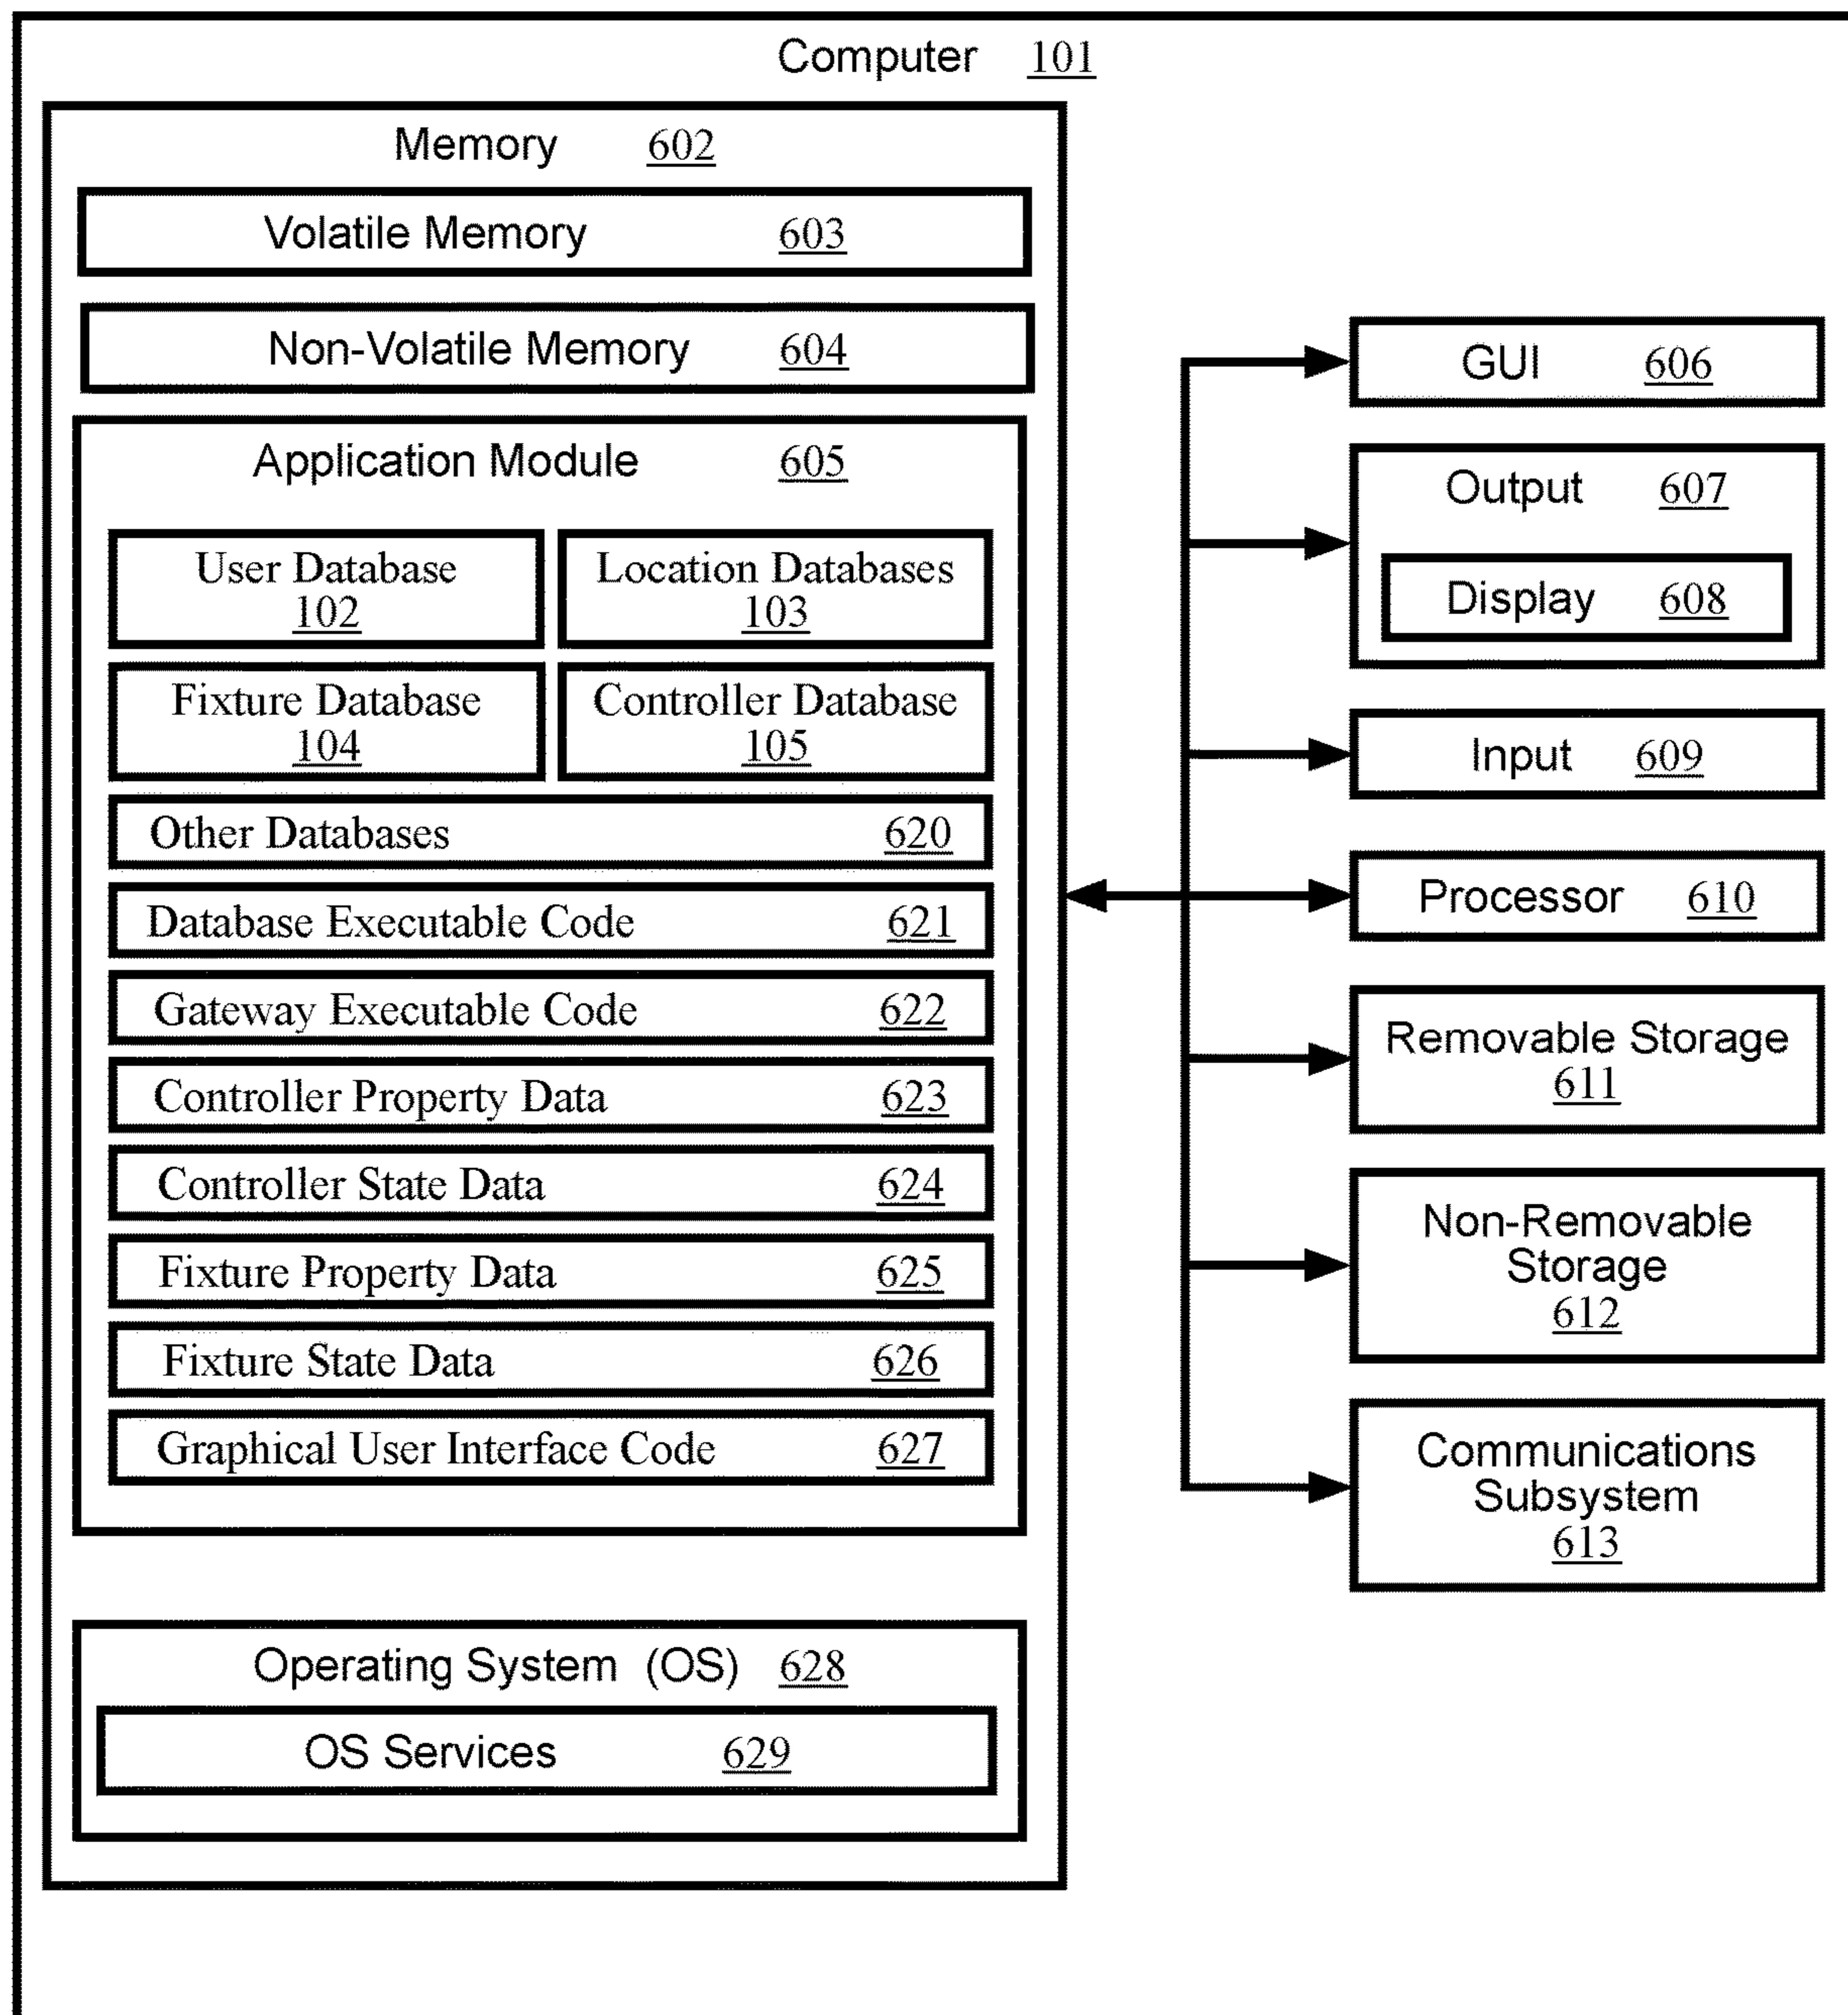 Computer 101
Memory 602
Volatile Memory 603
Non-Volatile Memory 604
Application Module 605
User Database
102
Location Databases
103
Fixture Database
104
Controller Database
105
Other Databases 620
Database Executable Code 621
Gateway Executable Code 622
Controller Property Data 623
Controller State Data 624
Fixture Property Data 625
Fixture State Data 626
Graphical User Interface Code 627
Operating System (OS) 628
OS Services 629
GUI 606
Output 607
Display 608
Input 609
Processor 610
Removable Storage
611
Non-Removable
Storage
612
Communications
Subsystem
613